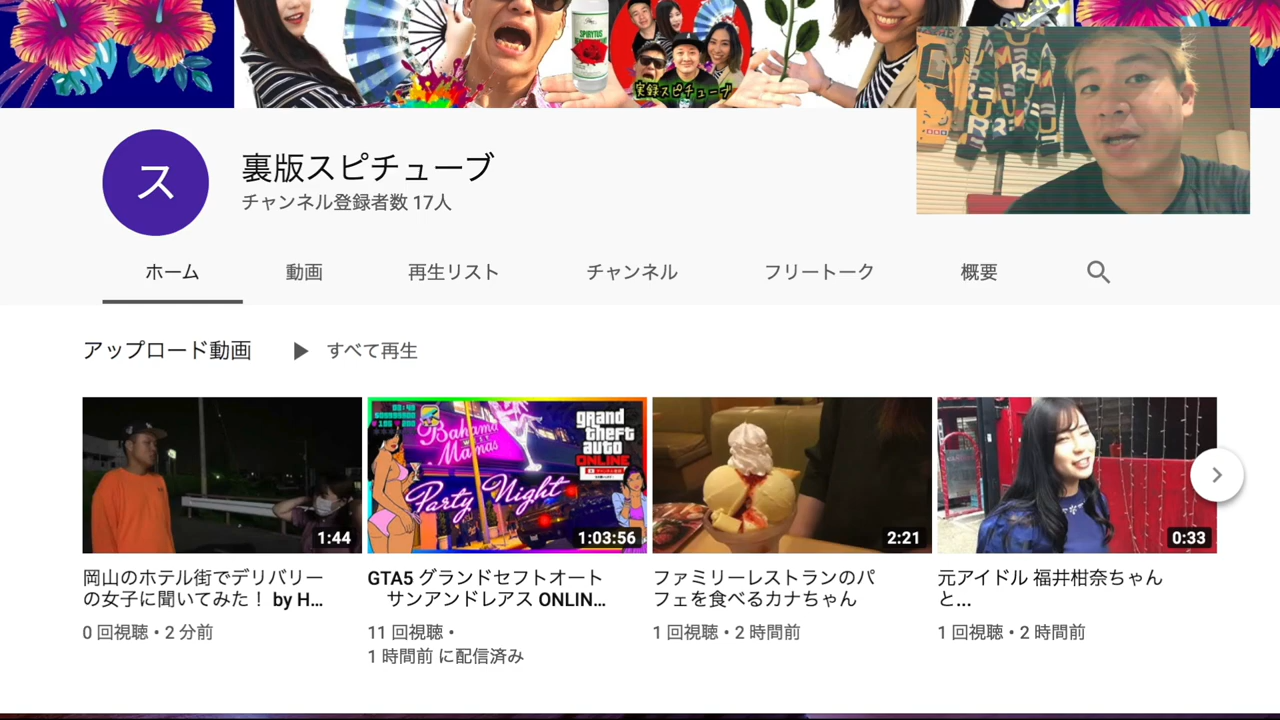 SPIRYTUS
実録スピチューブ
ス
裏版スピチューブ
チャンネル登録者数 17人
ホーム
動画
再生リスト
チャンネル
フリートーク
概要
アップロード動画
すべて再生
Bahama
Mamas
Party Night
grand
theft
auto
ONLINE
1:44
1:03:56
2:21
0:33
岡山のホテル街でデリバリー
の女子に聞いてみた！ by H...
0 回視聴・2 分前
GTA5 グランドセフトオート
サンアンドレアス ONLIN...
11 回視聴・
1 時間前 に配信済み
ファミリーレストランのパ
フェを食べるカナちゃん
1 回視聴・2 時間前
元アイドル 福井柑奈ちゃん
と...
1 回視聴・2 時間前